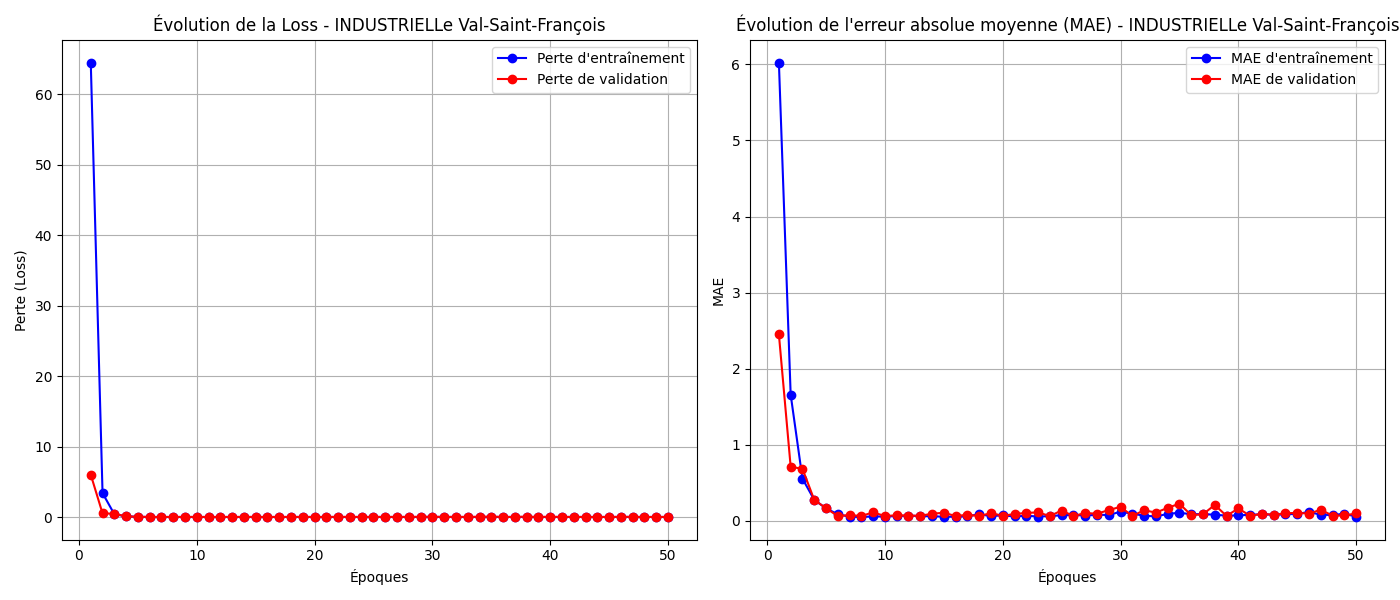 Évolution de la Loss - INDUSTRIELLe Val-Saint-François
Perte d'entraînement
Perte de validation
Perte (Loss)
60
50
40
30
20
10
0
0 10 20 30 40 50
Époques
Évolution de l'erreur absolue moyenne (MAE) - INDUSTRIELLe Val-Saint-François
MAE d'entraînement
MAE de validation
MAE
6
5
4
3
2
1
0
0 10 20 30 40 50
Époques